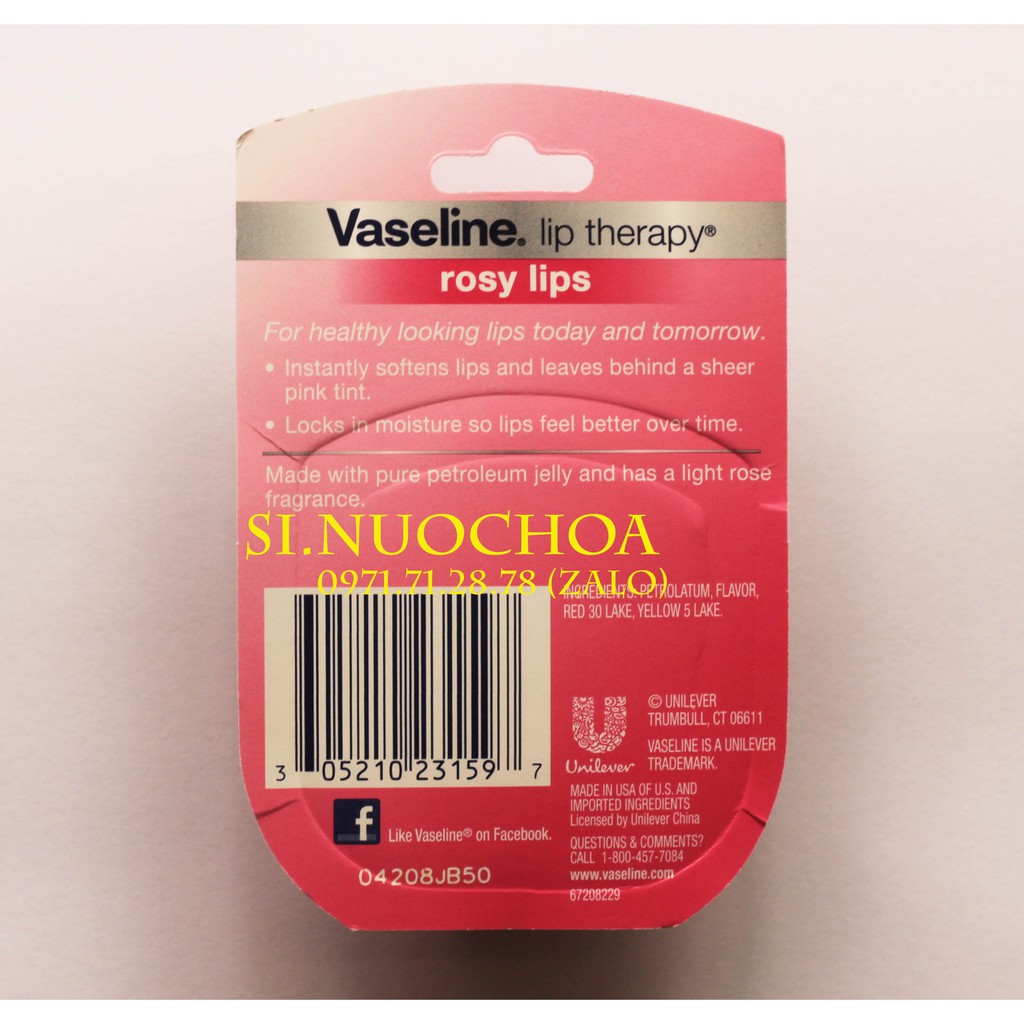 Vaseline® lip therapy®
rosy lips
For healthy looking lips today and tomorrow.
• Instantly softens lips and leaves behind a sheer
pink tint.
• Locks in moisture so lips feel better over time.
Made with pure petroleum jelly and has a light rose
fragrance.
SI.NUOCHOA
0971.71.28.78 (ZALO)
INGREDIENTS: PETROLATUM, FLAVOR,
RED 30 LAKE, YELLOW 5 LAKE.
3 05210 23159 7
f Like Vaseline® on Facebook.
04208JB50
Unilever
© UNILEVER
TRUMBULL, CT 06611
VASELINE IS A UNILEVER
TRADEMARK.
MADE IN USA OF U.S. AND
IMPORTED INGREDIENTS
Licensed by Unilever China
QUESTIONS & COMMENTS?
CALL 1-800-457-7084
www.vaseline.com
67208229